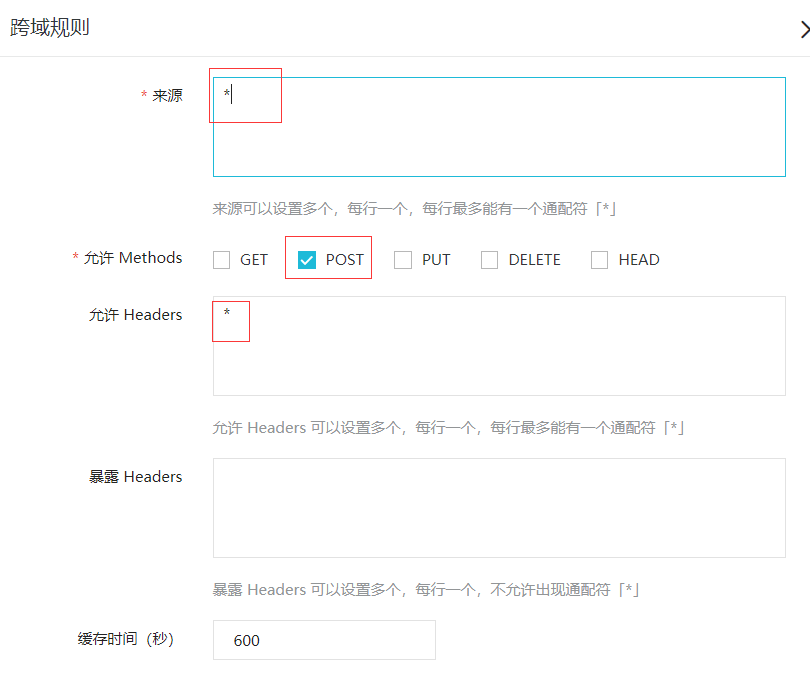 跨域规则
* 来源
*
来源可以设置多个，每行一个，每行最多能有一个通配符「*」
* 允许 Methods
GET POST PUT DELETE HEAD
允许 Headers
*
允许 Headers 可以设置多个，每行一个，每行最多能有一个通配符「*」
暴露 Headers
暴露 Headers 可以设置多个，每行一个，不允许出现通配符「*」
缓存时间（秒） 600